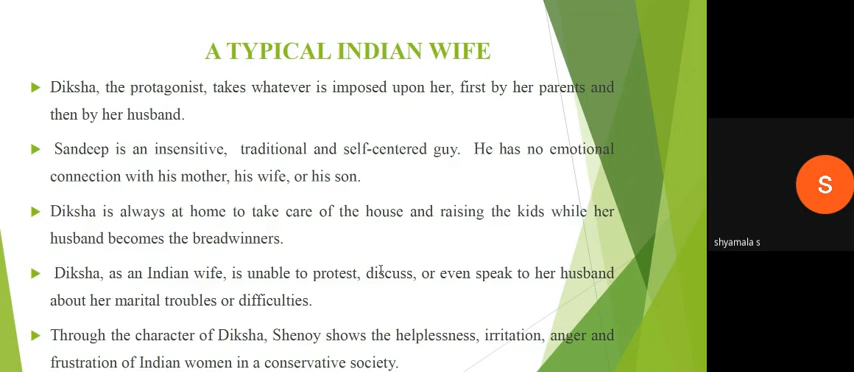 A TYPICAL INDIAN WIFE
Diksha, the protagonist, takes whatever is imposed upon her, first by her parents and
then by her husband.
Sandeep is an insensitive, traditional and self-centered guy. He has no emotional
connection with his mother, his wife, or his son.
Diksha is always at home to take care of the house and raising the kids while her
husband becomes the breadwinners.
Diksha, as an Indian wife, is unable to protest, discuss, or even speak to her husband
about her marital troubles or difficulties.
Through the character of Diksha, Shenoy shows the helplessness, irritation, anger and
frustration of Indian women in a conservative society.
S
shyamala s